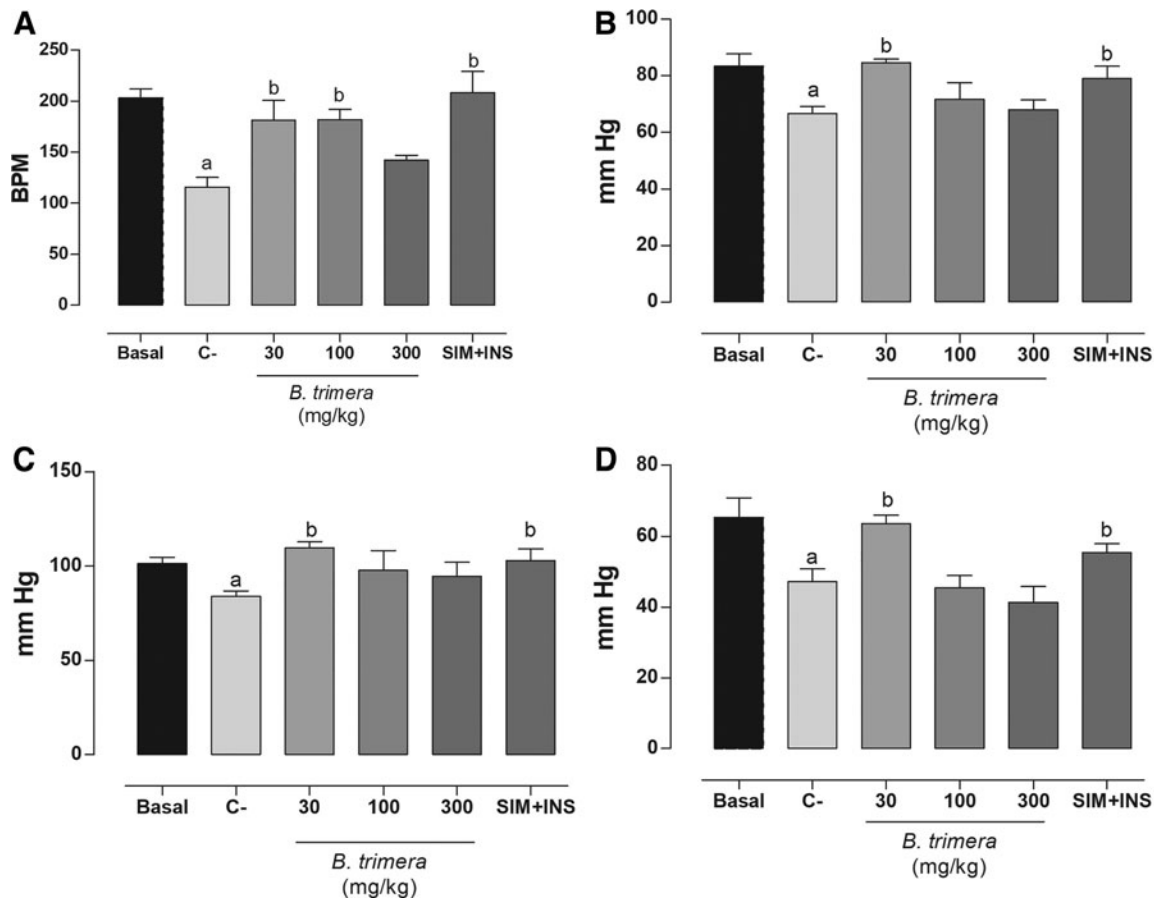 A
250
200
150
100
50
0
BPM
a
b
b
b
Basal C- 30 100 300 SIM+INS
B. trimera
(mg/kg)
B
100
80
60
40
20
0
mm Hg
a
b
b
Basal C- 30 100 300 SIM+INS
B. trimera
(mg/kg)
C
150
100
50
0
mm Hg
a
b
b
Basal C- 30 100 300 SIM+INS
B. trimera
(mg/kg)
D
80
60
40
20
0
mm Hg
a
b
b
Basal C- 30 100 300 SIM+INS
B. trimera
(mg/kg)